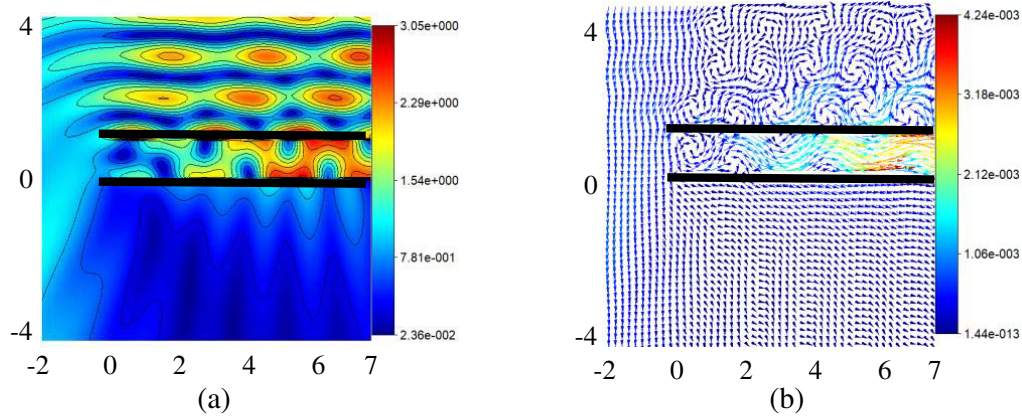 4
0
-4
-2 0 2 4 6 7
3.05e+000
2.29e+000
1.54e+000
7.81e-001
2.36e-002
(a)
4
0
-4
-2 0 2 4 6 7
4.24e-003
3.18e-003
2.12e-003
1.06e-003
1.44e-013
(b)